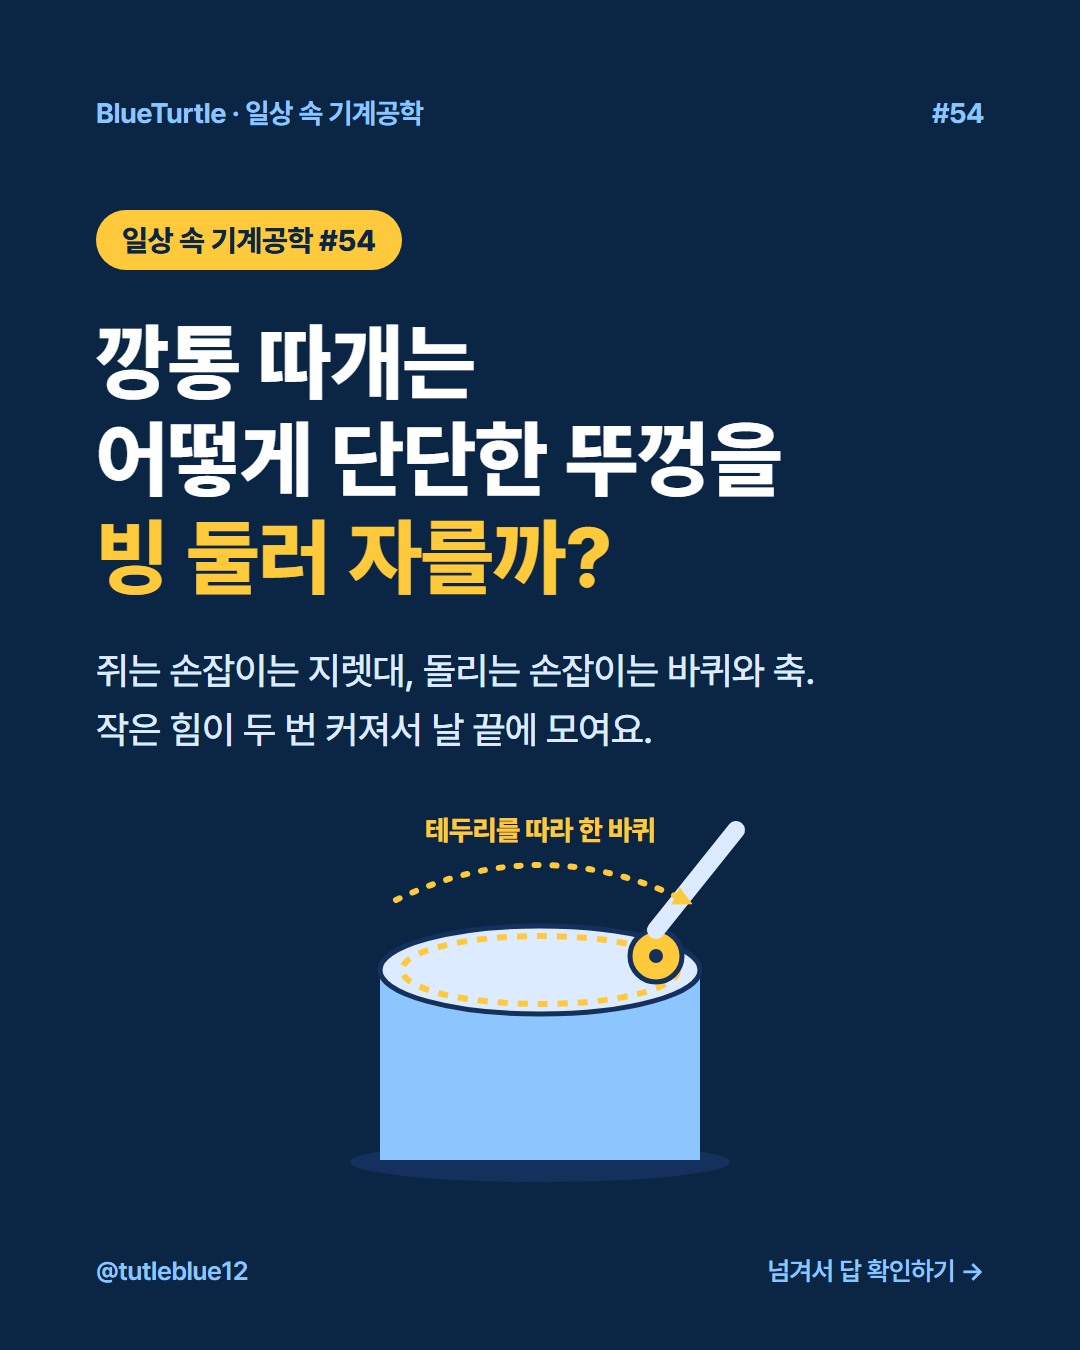 BlueTurtle · 일상 속 기계공학
#54
일상 속 기계공학 #54
깡통 따개는
어떻게 단단한 뚜껑을
빙 둘러 자를까?
쥐는 손잡이는 지렛대, 돌리는 손잡이는 바퀴와 축.
작은 힘이 두 번 커져서 날 끝에 모여요.
테두리를 따라 한 바퀴
@tutleblue12
넘겨서 답 확인하기 →